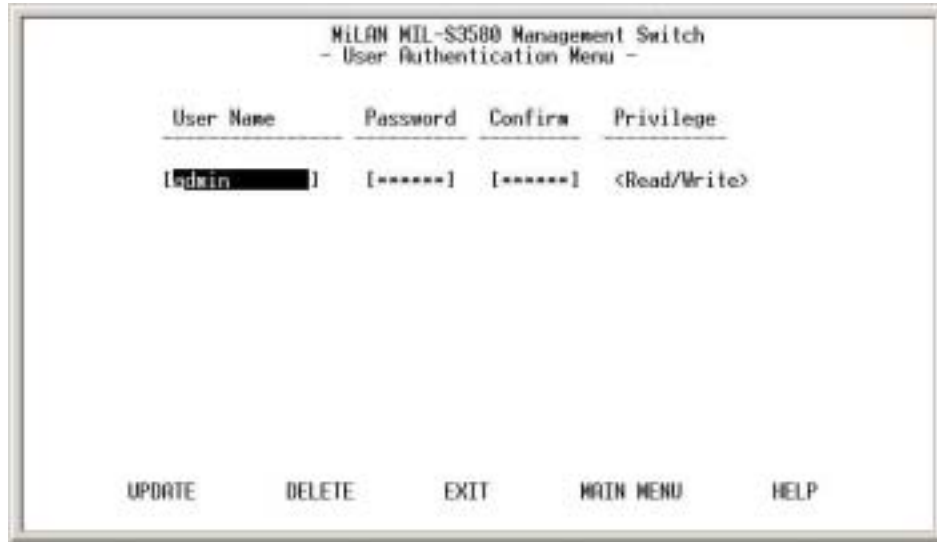 MiLAN MIL-S3580 Management Switch
- User Authentication Menu -
User Name Password Confirm Privilege
[admin ] [******] [******] <Read/Write>
UPDATE DELETE EXIT MAIN MENU HELP